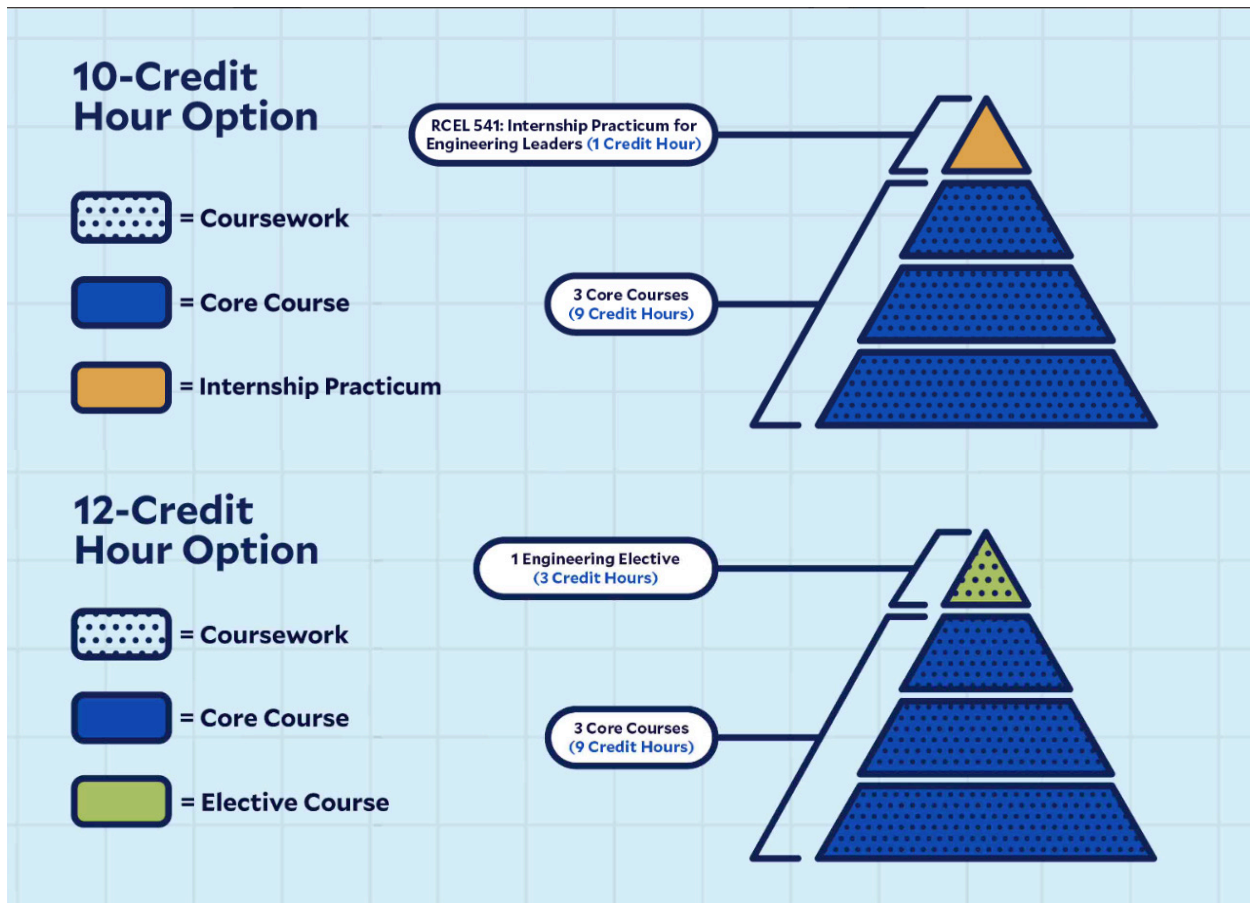 10-Credit
Hour Option
= Coursework
= Core Course
= Internship Practicum
RCEL 541: Internship Practicum for
Engineering Leaders (1 Credit Hour)
3 Core Courses
(9 Credit Hours)
12-Credit
Hour Option
= Coursework
= Core Course
= Elective Course
1 Engineering Elective
(3 Credit Hours)
3 Core Courses
(9 Credit Hours)